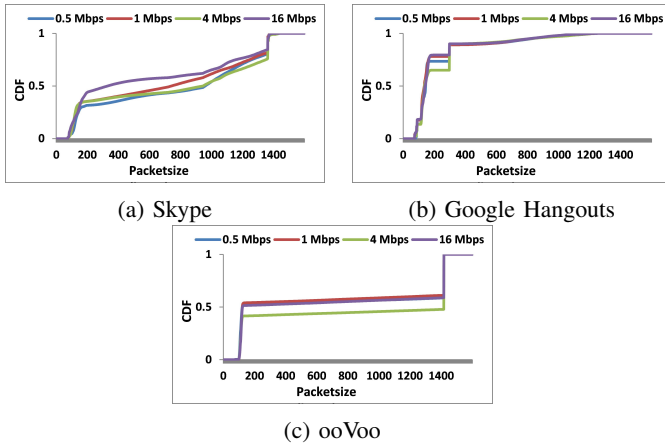 0.5 Mbps 1 Mbps 4 Mbps 16 Mbps
1
0.5
0
CDF
0 200 400 600 800 1000 1200 1400
Packetsize
(a) Skype
0.5 Mbps 1 Mbps 4 Mbps 16 Mbps
1
0.5
0
CDF
0 200 400 600 800 1000 1200 1400 1600
Packetsize
(b) Google Hangouts
0.5 Mbps 1 Mbps 4 Mbps 16 Mbps
1
0.5
0
CDF
0 200 400 600 800 1000 1200 1400
Packetsize
(c) ooVoo